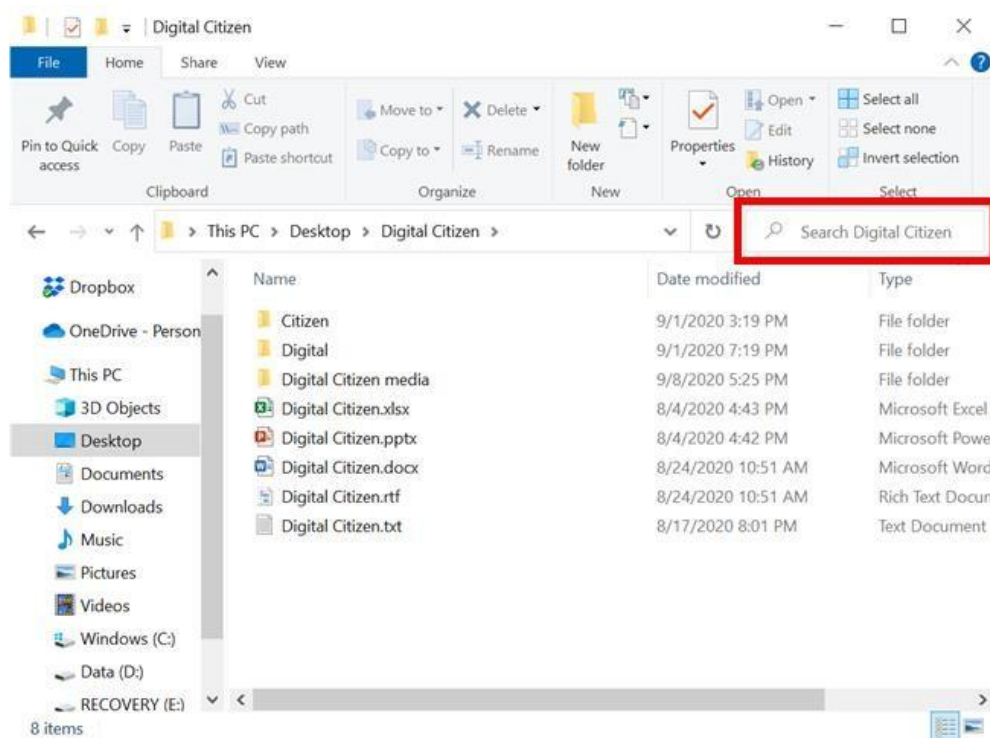 Digital Citizen
File Home Share View
Pin to Quick access
Copy
Paste
Cut
Copy path
Paste shortcut
Clipboard
Move to
Copy to
Delete
Rename
Organize
New folder
New
Properties
Open
Edit
History
Open
Select all
Select none
Invert selection
Select
This PC > Desktop > Digital Citizen >
Search Digital Citizen
Dropbox
OneDrive - Person
This PC
3D Objects
Desktop
Documents
Downloads
Music
Pictures
Videos
Windows (C:)
Data (D:)
RECOVERY (E:)
Name Date modified Type
Citizen 9/1/2020 3:19 PM File folder
Digital 9/1/2020 7:19 PM File folder
Digital Citizen media 9/8/2020 5:25 PM File folder
Digital Citizen.xlsx 8/4/2020 4:43 PM Microsoft Excel
Digital Citizen.pptx 8/4/2020 4:42 PM Microsoft Powe
Digital Citizen.docx 8/24/2020 10:51 AM Microsoft Word
Digital Citizen.rtf 8/24/2020 10:51 AM Rich Text Docur
Digital Citizen.txt 8/17/2020 8:01 PM Text Document
8 items